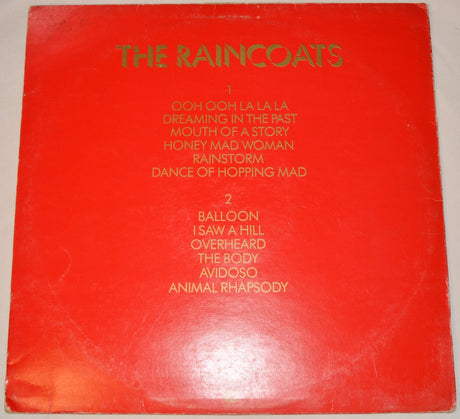 THE RAINCOATS
1
OOH OOH LA LA LA
DREAMING IN THE PAST
MOUTH OF A STORY
HONEY MAD WOMAN
RAINSTORM
DANCE OF HOPPING MAD
2
BALLOON
I SAW A HILL
OVERHEARD
THE BODY
AVIDOSO
ANIMAL RHAPSODY